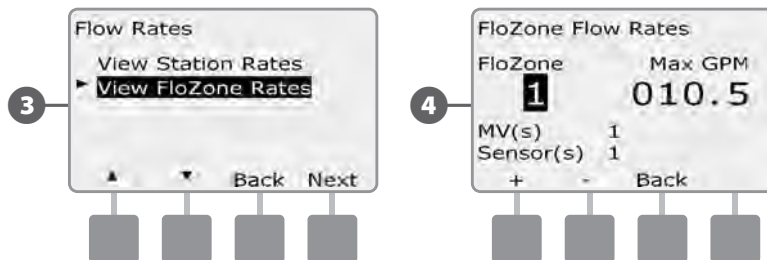 3
Flow Rates
View Station Rates
► View FloZone Rates
▲ ▼ Back Next
4
FloZone Flow Rates
FloZone Max GPM
1 010.5
MV(s) 1
Sensor(s) 1
+ - Back